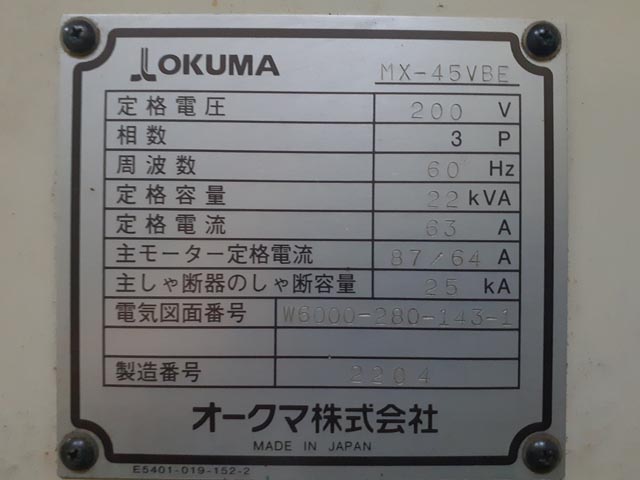 OKUMA MX-45VBE
定格電圧 200 V
相数 3 P
周波数 60 Hz
定格容量 22 kVA
定格電流 63 A
主モーター定格電流 87/64 A
主しゃ断器のしゃ断容量 25 kA
電気図面番号 W6000-280-143-1
製造番号 2204
オークマ株式会社
MADE IN JAPAN
E5401-019-152-2